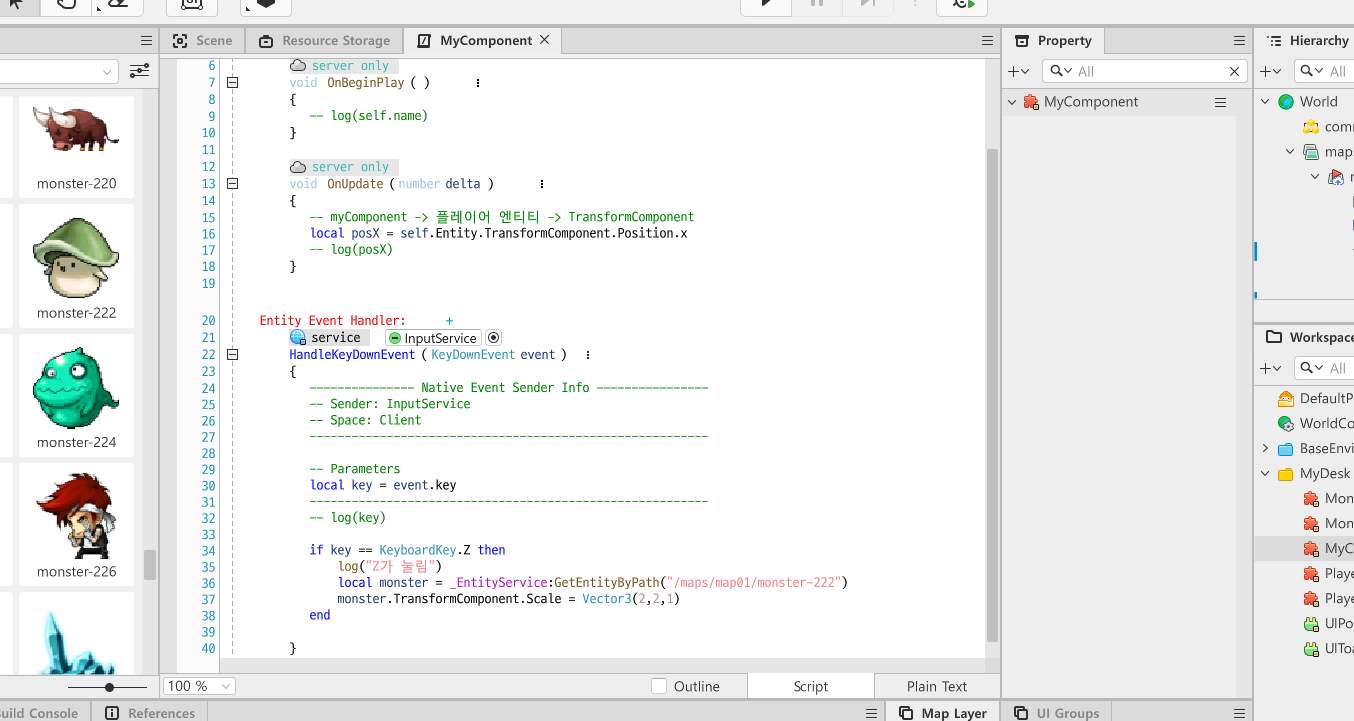 Scene
Resource Storage
MyComponent
Property
Hierarchy
All
All
monster-220
monster-222
monster-224
monster-226
6 server only
7 void OnBeginPlay ( )
8 {
9 -- log(self.name)
10 }
11
12 server only
13 void OnUpdate ( number delta )
14 {
15 -- myComponent -> 플레이어 엔티티 -> TransformComponent
16 local posX = self.Entity.TransformComponent.Position.x
17 -- log(posX)
18 }
19
20 Entity Event Handler: +
21 service InputService
22 HandleKeyDownEvent ( KeyDownEvent event )
23 {
24 --------------- Native Event Sender Info ----------------
25 -- Sender: InputService
26 -- Space: Client
27 ---------------------------------------------------------
28
29 -- Parameters
30 local key = event.key
31 ---------------------------------------------------------
32 -- log(key)
33
34 if key == KeyboardKey.Z then
35 log("Z가 눌림")
36 local monster = _EntityService:GetEntityByPath("/maps/map01/monster-222")
37 monster.TransformComponent.Scale = Vector3(2,2,1)
38 end
39
40 }
MyComponent
World
com
maps
Workspace
All
DefaultP
WorldCo
BaseEnvi
MyDesk
Mon
Mon
MyC
Playe
Playe
UIPo
UIToa
100 %
Outline
Script
Plain Text
uild Console
References
Map Layer
UI Groups